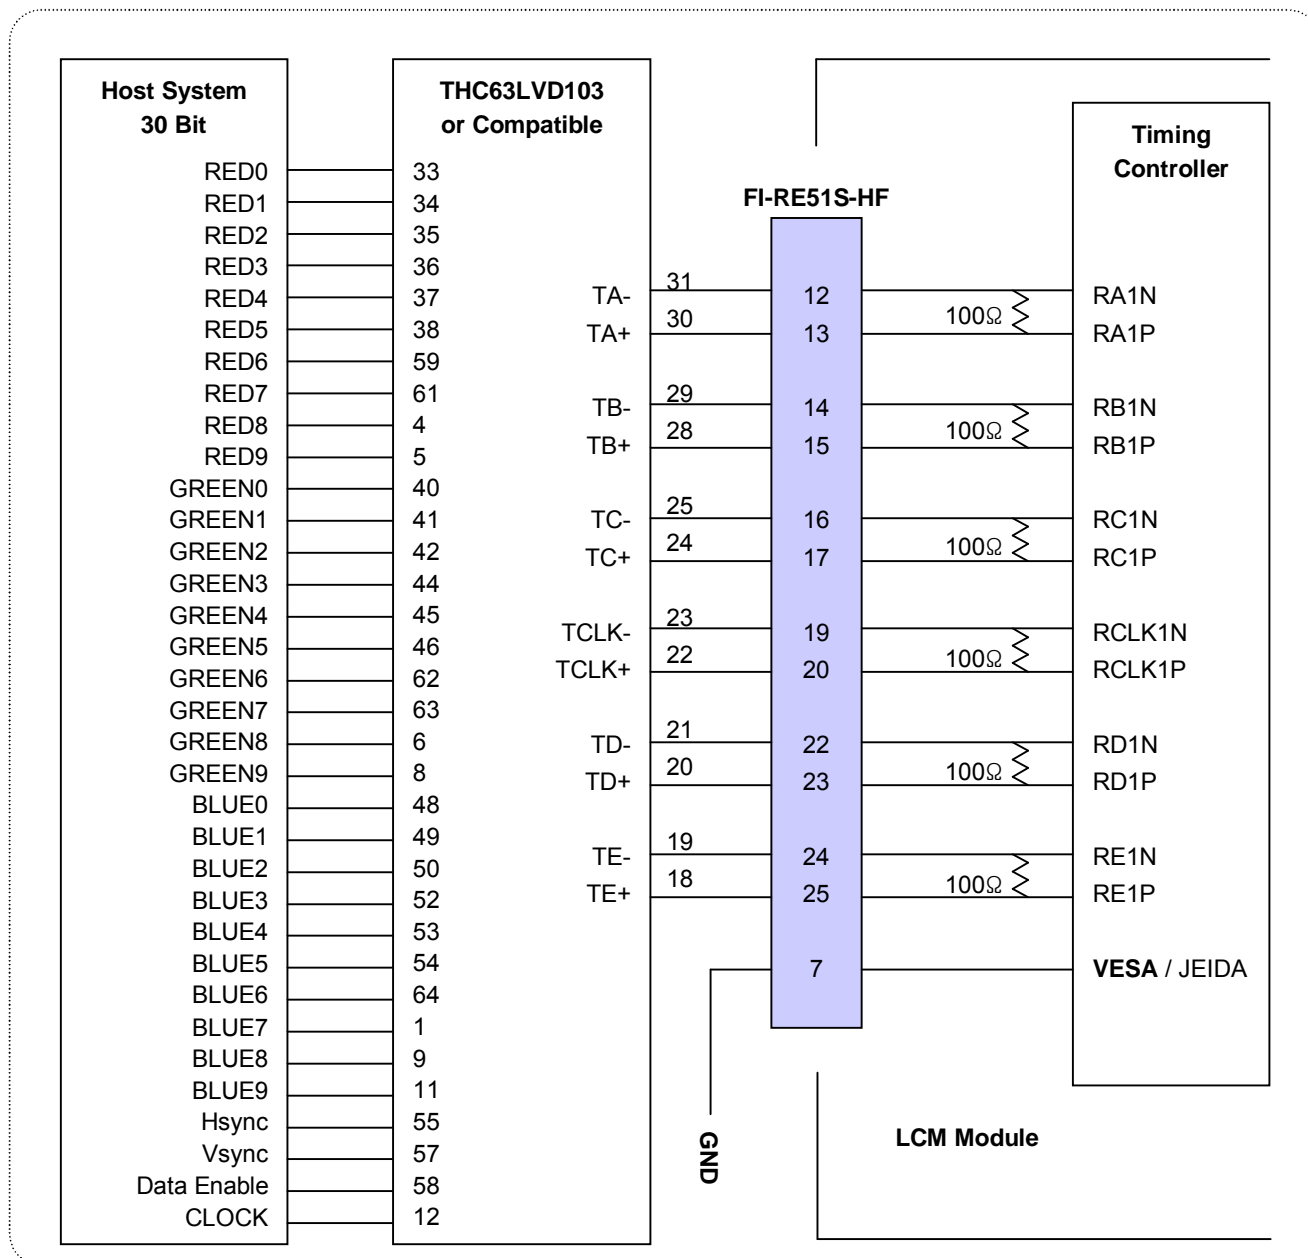 Host System
30 Bit
THC63LVD103
or Compatible
Timing
Controller
FI-RE51S-HF
RED0 33
RED1 34
RED2 35
RED3 36
RED4 37
RED5 38
RED6 59
RED7 61
RED8 4
RED9 5
GREEN0 40
GREEN1 41
GREEN2 42
GREEN3 44
GREEN4 45
GREEN5 46
GREEN6 62
GREEN7 63
GREEN8 6
GREEN9 8
BLUE0 48
BLUE1 49
BLUE2 50
BLUE3 52
BLUE4 53
BLUE5 54
BLUE6 64
BLUE7 1
BLUE8 9
BLUE9 11
Hsync 55
Vsync 57
Data Enable 58
CLOCK 12
TA- 31 12 RA1N
100Ω
TA+ 30 13 RA1P
TB- 29 14 RB1N
100Ω
TB+ 28 15 RB1P
TC- 25 16 RC1N
100Ω
TC+ 24 17 RC1P
TCLK- 23 19 RCLK1N
100Ω
TCLK+ 22 20 RCLK1P
TD- 21 22 RD1N
100Ω
TD+ 20 23 RD1P
TE- 19 24 RE1N
100Ω
TE+ 18 25 RE1P
7 VESA / JEIDA
GND
LCM Module